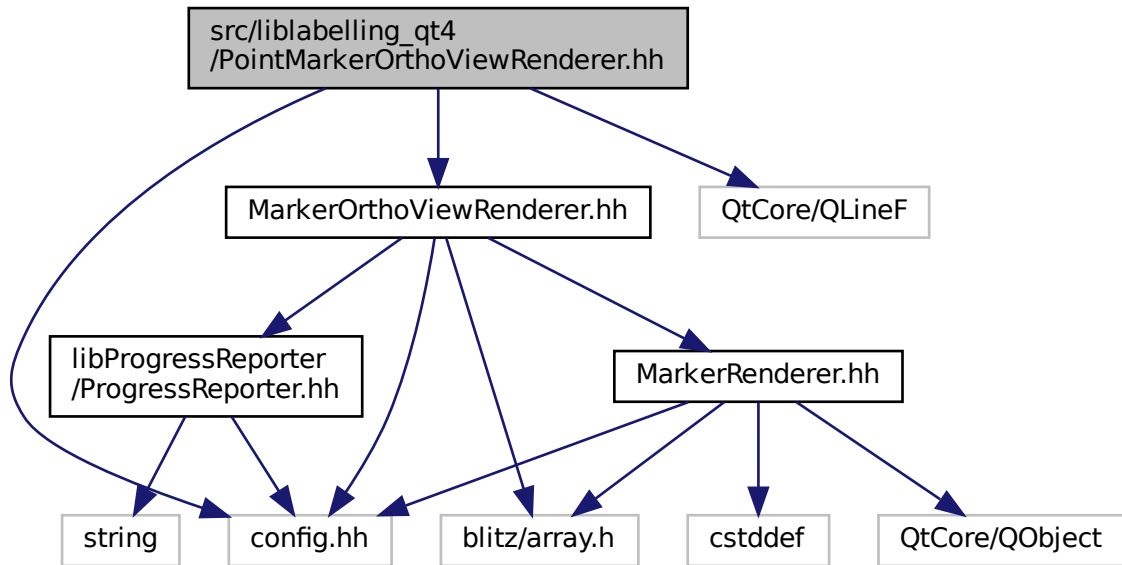 src/liblabelling_qt4
/PointMarkerOrthoViewRenderer.hh
MarkerOrthoViewRenderer.hh
QtCore/QLineF
libProgressReporter
/ProgressReporter.hh
MarkerRenderer.hh
string
config.hh
blitz/array.h
cstddef
QtCore/QObject